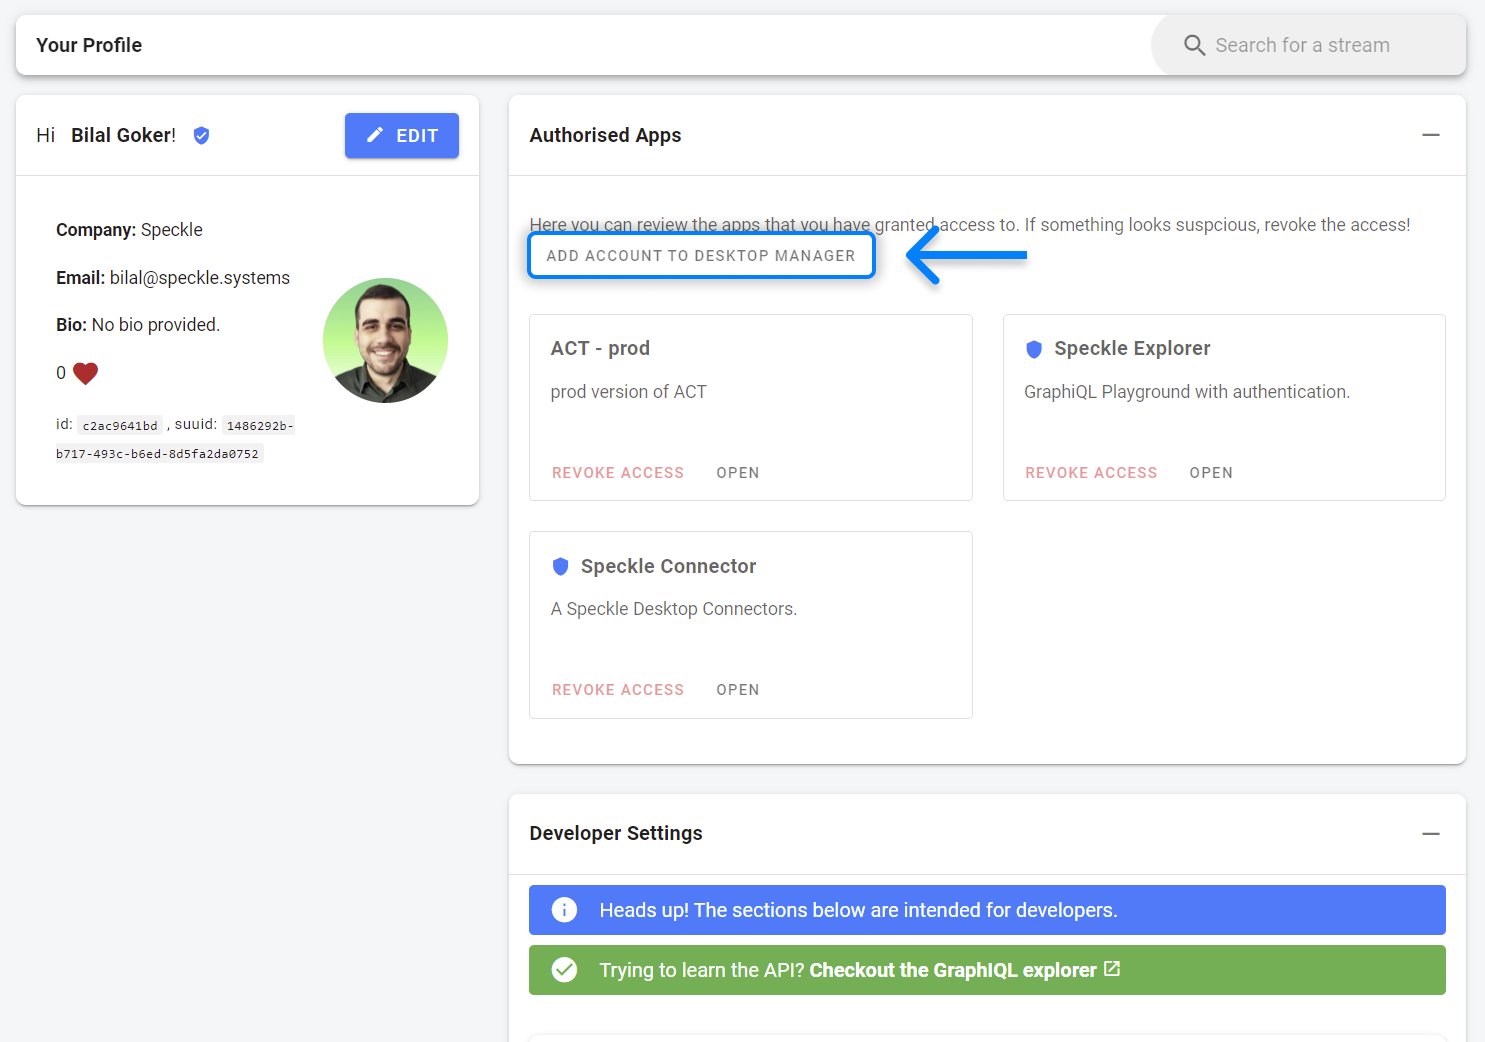 Your Profile
Search for a stream
Hi Bilal Goker!
EDIT
Company: Speckle
Email: bilal@speckle.systems
Bio: No bio provided.
0
id: c2ac9641bd , suuid: 1486292b-
b717-493c-b6ed-8d5fa2da0752
Authorised Apps
Here you can review the apps that you have granted access to. If something looks suspcious, revoke the access!
ADD ACCOUNT TO DESKTOP MANAGER
ACT - prod
prod version of ACT
REVOKE ACCESS OPEN
Speckle Explorer
GraphiQL Playground with authentication.
REVOKE ACCESS OPEN
Speckle Connector
A Speckle Desktop Connectors.
REVOKE ACCESS OPEN
Developer Settings
Heads up! The sections below are intended for developers.
Trying to learn the API? Checkout the GraphIQL explorer